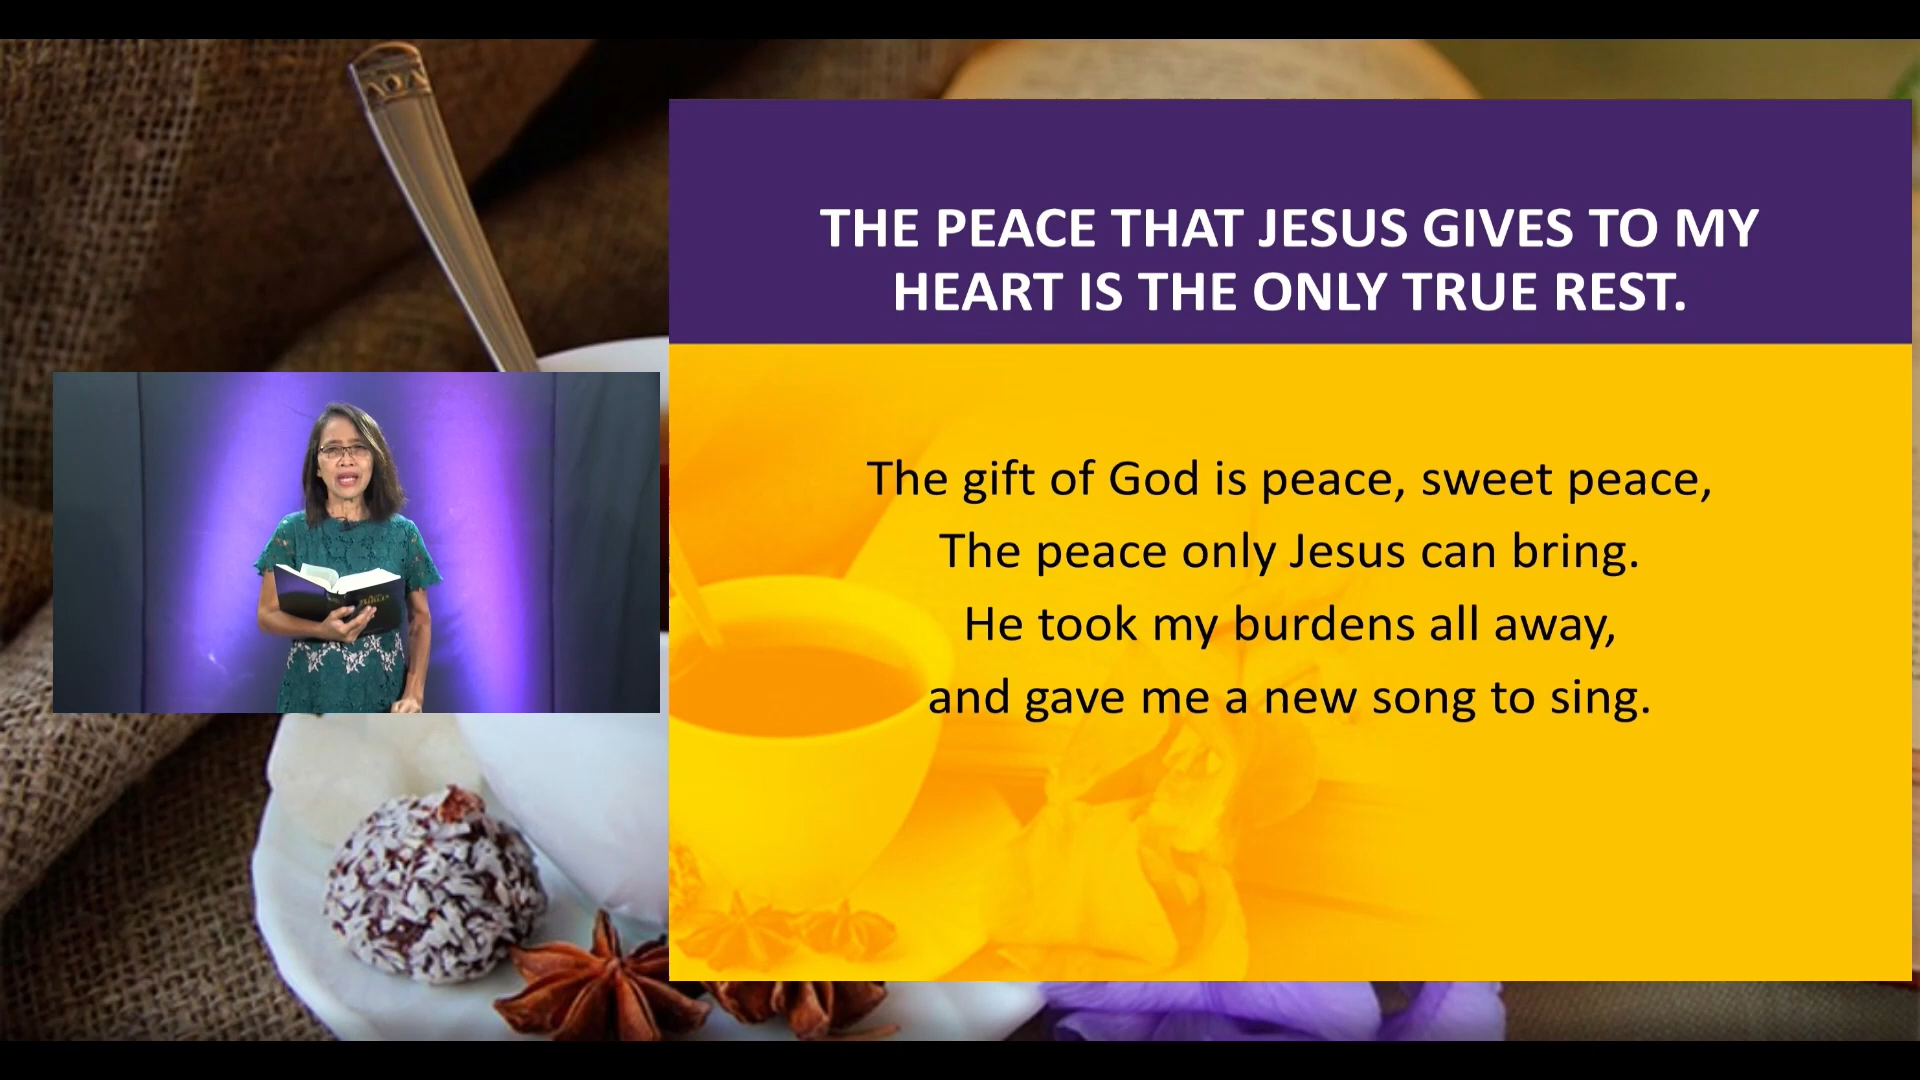 THE PEACE THAT JESUS GIVES TO MY
HEART IS THE ONLY TRUE REST.
The gift of God is peace, sweet peace,
The peace only Jesus can bring.
He took my burdens all away,
and gave me a new song to sing.